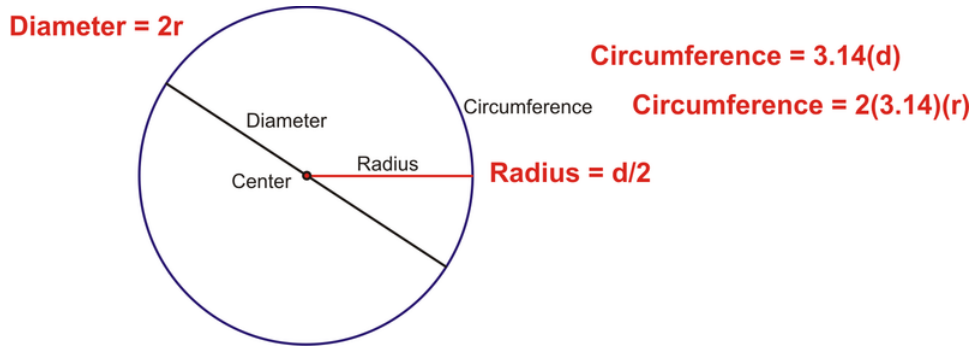 Diameter = 2r
Circumference = 3.14(d)
Circumference
Circumference = 2(3.14)(r)
Diameter
Radius
Center
Radius = d/2